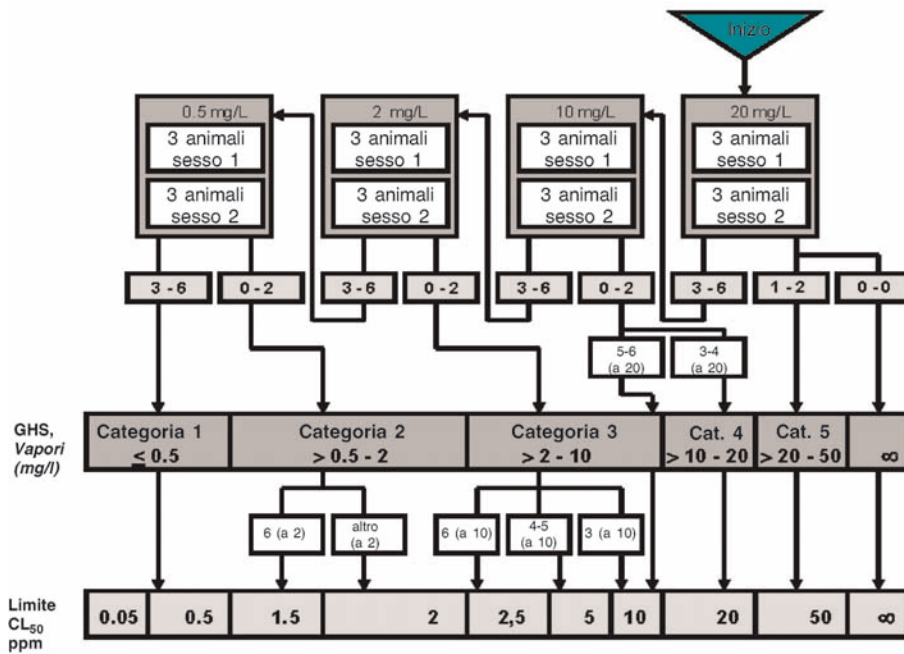 Inizio
0.5 mg/L
2 mg/L
10 mg/L
20 mg/L
3 animali
sesso 1
3 animali
sesso 1
3 animali
sesso 1
3 animali
sesso 1
3 animali
sesso 2
3 animali
sesso 2
3 animali
sesso 2
3 animali
sesso 2
3 - 6
0 - 2
3 - 6
0 - 2
3 - 6
0 - 2
3 - 6
1 - 2
0 - 0
5-6
(a 20)
3-4
(a 20)
GHS,
Vapori
(mg/l)
Categoria 1
≤ 0.5
Categoria 2
> 0.5 - 2
Categoria 3
> 2 - 10
Cat. 4
> 10 - 20
Cat. 5
> 20 - 50
∞
6 (a 2)
altro
(a 2)
6 (a 10)
4-5
(a 10)
3 (a 10)
Limite
CL50
ppm
0.05
0.5
1.5
2
2,5
5
10
20
50
∞